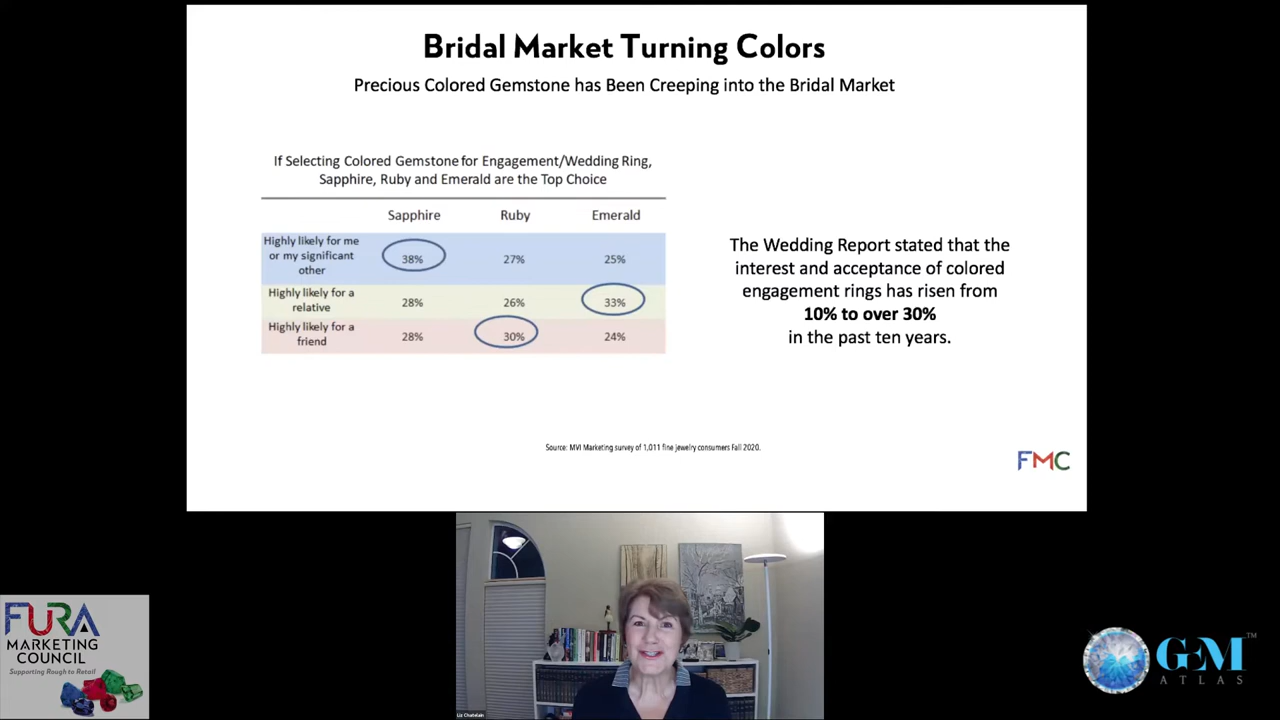 Bridal Market Turning Colors
Precious Colored Gemstone has Been Creeping into the Bridal Market
If Selecting Colored Gemstone for Engagement/Wedding Ring,
Sapphire, Ruby and Emerald are the Top Choice
Sapphire Ruby Emerald
Highly likely for me
or my significant
other
38% 27% 25%
Highly likely for a
relative
28% 26% 33%
Highly likely for a
friend
28% 30% 24%
The Wedding Report stated that the
interest and acceptance of colored
engagement rings has risen from
10% to over 30%
in the past ten years.
Source: MVI Marketing survey of 1,011 fine jewelry consumers Fall 2020.
FMC
Liz Chatelain
FURA
MARKETING
COUNCIL
Supporting Rough to Retail
GEM™
ATLAS